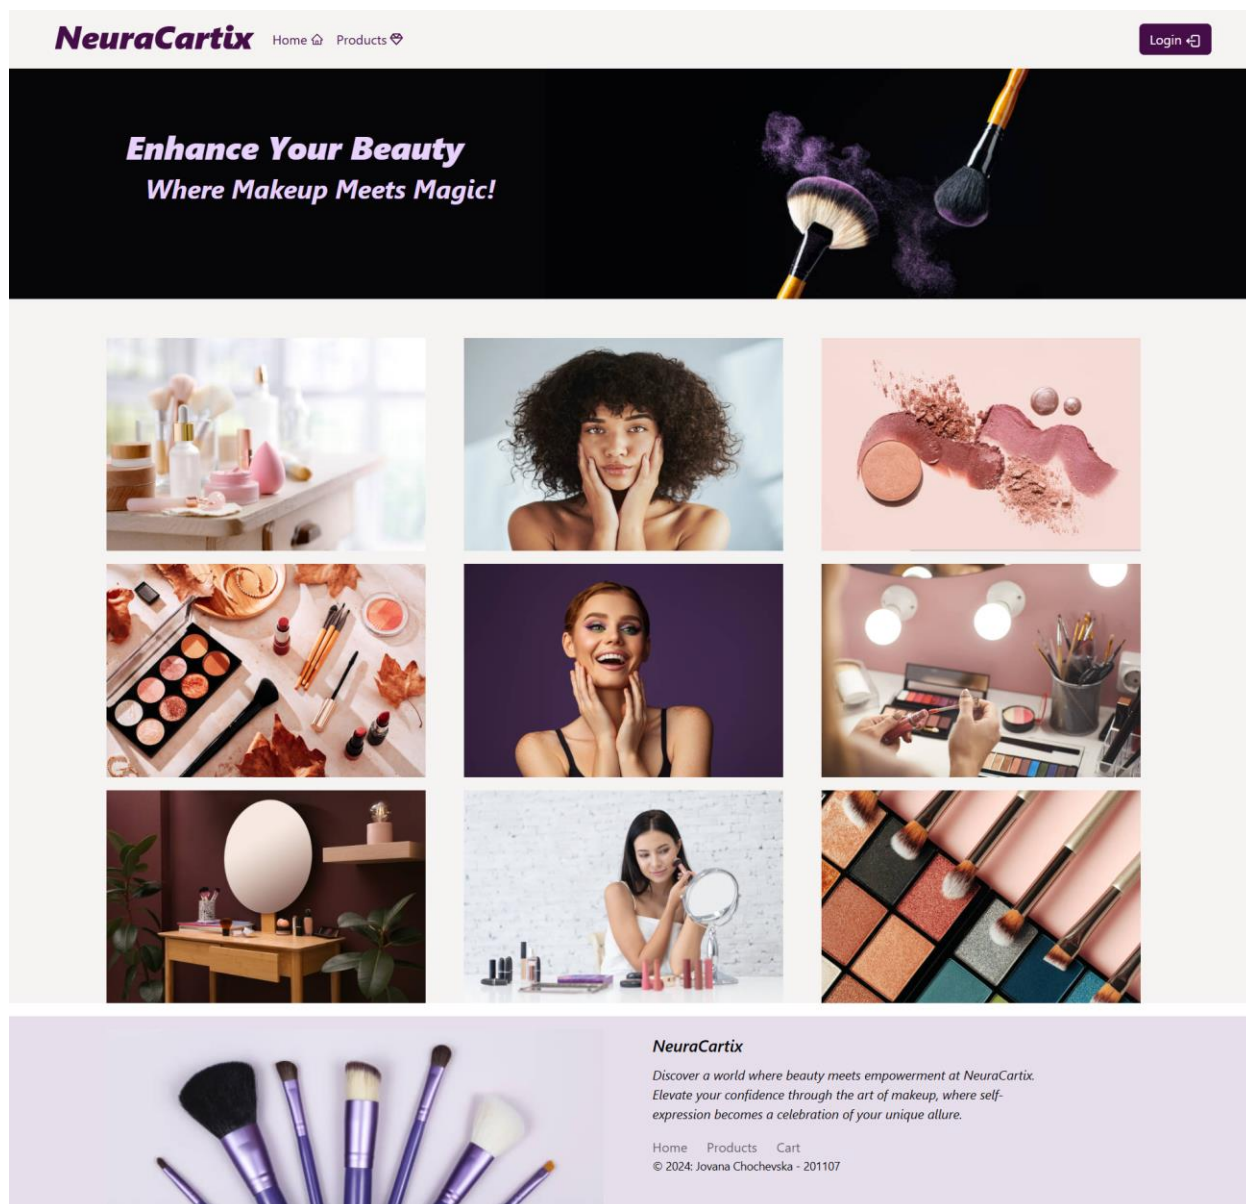 NeuraCartix Home Products Login
Enhance Your Beauty
Where Makeup Meets Magic!
NeuraCartix
Discover a world where beauty meets empowerment at NeuraCartix.
Elevate your confidence through the art of makeup, where self-
expression becomes a celebration of your unique allure.
Home Products Cart
© 2024: Jovana Chochevska - 201107